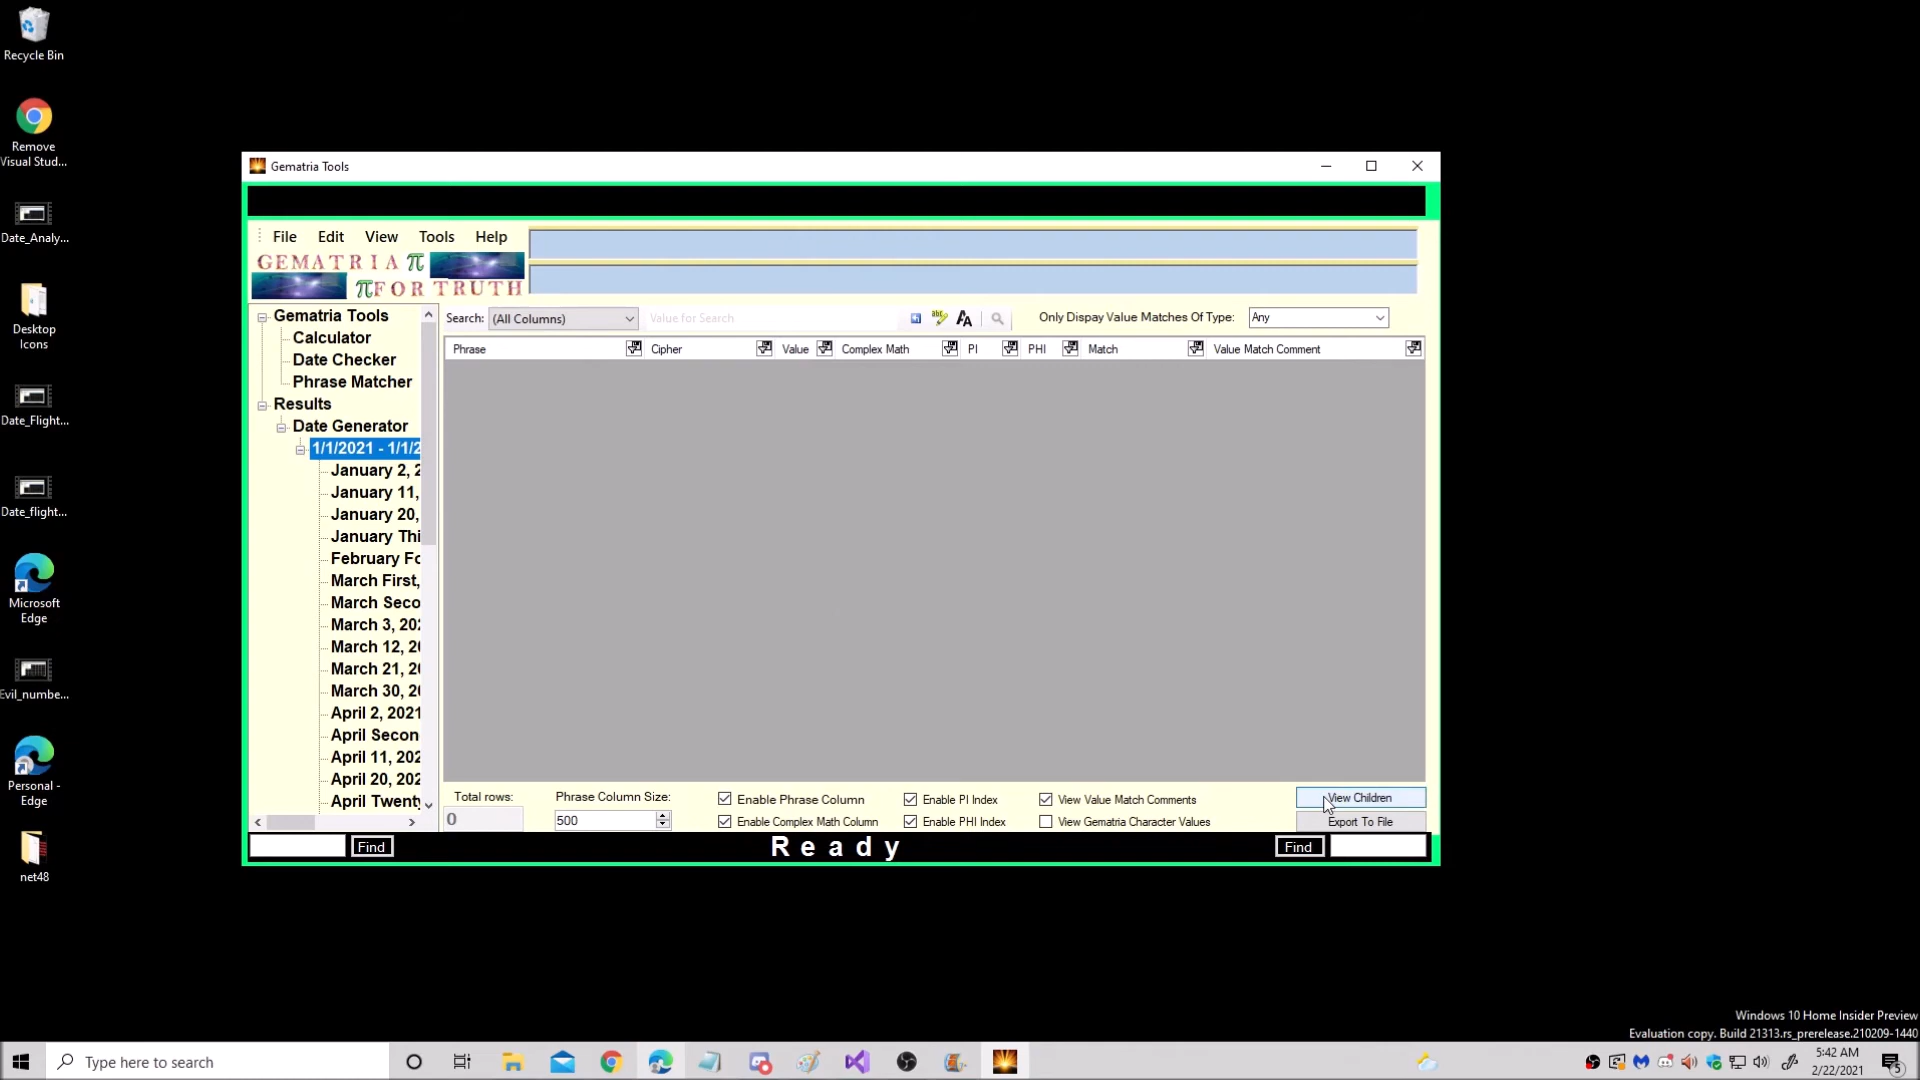 Recycle Bin
Remove
Visual Stud...
Date_Analy...
Desktop
Icons
Date_Flight...
Date_flight...
Microsoft
Edge
Evil_numbe...
Personal -
Edge
net48
Gematria Tools
File Edit View Tools Help
GEMATRIA π
πFOR TRUTH
Gematria Tools
Calculator
Date Checker
Phrase Matcher
Results
Date Generator
1/1/2021 - 1/1/2
January 2, 2
January 11,
January 20,
January Thi
February Fo
March First,
March Seco
March 3, 202
March 12, 20
March 21, 20
March 30, 20
April 2, 2021
April Secon
April 11, 202
April 20, 202
April Twenty
Search: (All Columns) Value for Search abc A Only Dispay Value Matches Of Type: Any
Phrase Cipher Value Complex Math PI PHI Match Value Match Comment
Total rows: Phrase Column Size: Enable Phrase Column Enable PI Index View Value Match Comments View Children
0 500 Enable Complex Math Column Enable PHI Index View Gematria Character Values Export To File
Find Ready Find
Windows 10 Home Insider Preview
Evaluation copy. Build 21313.rs_prerelease.210209-1440
Type here to search
5:42 AM
2/22/2021
5